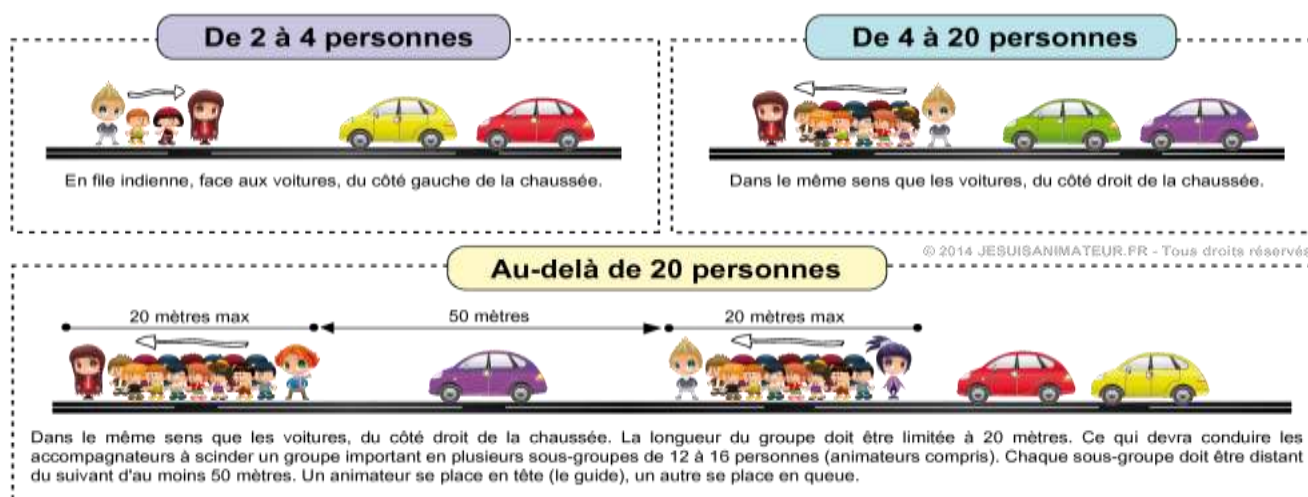 De 2 à 4 personnes
De 4 à 20 personnes
En file indienne, face aux voitures, du côté gauche de la chaussée.
Dans le même sens que les voitures, du côté droit de la chaussée.
© 2014 JESUISANIMATEUR.FR - Tous droits réservés
Au-delà de 20 personnes
20 mètres max
50 mètres
20 mètres max
Dans le même sens que les voitures, du côté droit de la chaussée. La longueur du groupe doit être limitée à 20 mètres. Ce qui devra conduire les
accompagnateurs à scinder un groupe important en plusieurs sous-groupes de 12 à 16 personnes (animateurs compris). Chaque sous-groupe doit être distant
du suivant d'au moins 50 mètres. Un animateur se place en tête (le guide), un autre se place en queue.